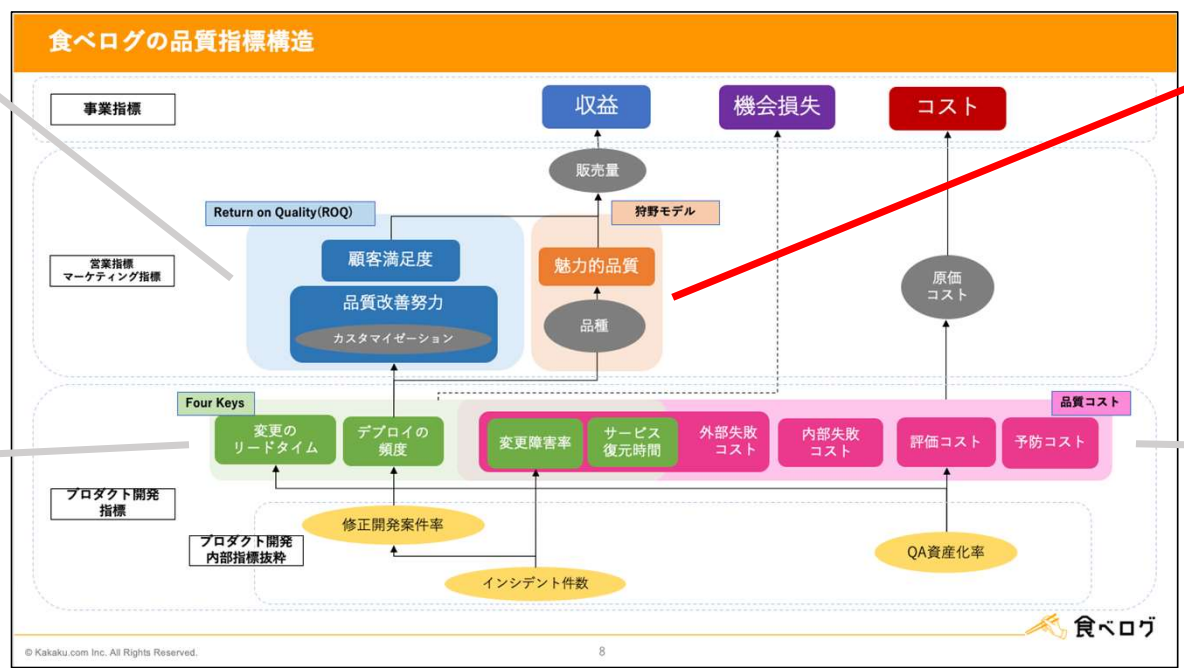 食べログの品質指標構造
事業指標
収益
機会損失
コスト
販売量
Return on Quality(ROQ)
狩野モデル
営業指標
マーケティング指標
顧客満足度
魅力的品質
原価
コスト
品質改善努力
カスタマイゼーション
品種
Four Keys
品質コスト
変更の
リードタイム
デプロイの
頻度
変更障害率
サービス
復元時間
外部失敗
コスト
内部失敗
コスト
評価コスト
予防コスト
プロダクト開発
指標
修正開発案件率
プロダクト開発
内部指標抜粋
QA資産化率
インシデント件数
食べログ
© Kakaku.com Inc. All Rights Reserved.
8